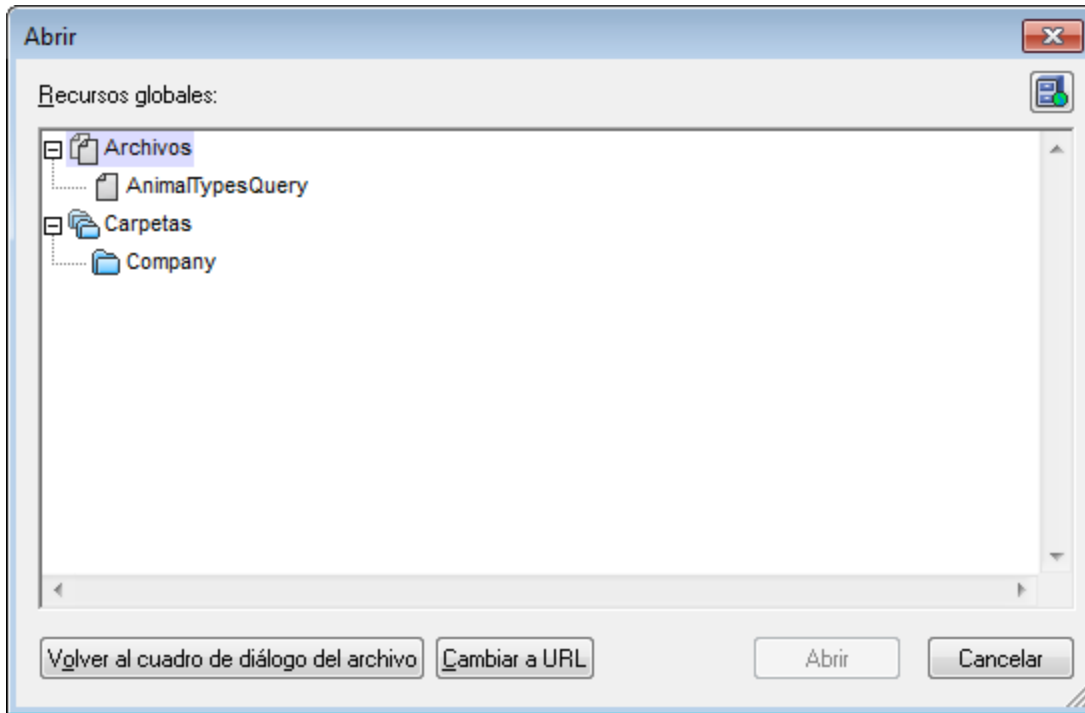 Abrir
Recursos globales:
Archivos
AnimalTypesQuery
Carpetas
Company
Volver al cuadro de diálogo del archivo Cambiar a URL Abrir Cancelar